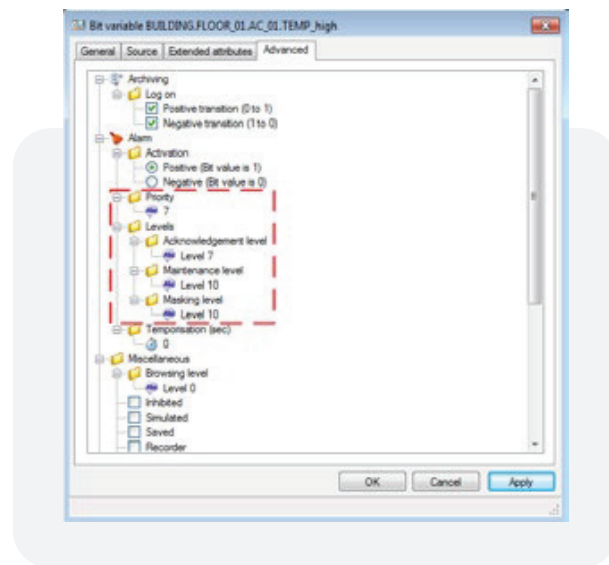 Bit variable BUILDING.FLOOR_01.AC_01.TEMP_high
General Source Extended attributes Advanced
Archiving
Log on
Positive transition (0 to 1)
Negative transition (1 to 0)
Alarm
Activation
Positive (Bit value is 1)
Negative (Bit value is 0)
Priority
7
Levels
Acknowledgement level
Level 7
Maintenance level
Level 10
Masking level
Level 10
Temporisation (sec)
0
Miscellaneous
Browsing level
Level 0
Inhibited
Simulated
Saved
Recorder
OK Cancel Apply